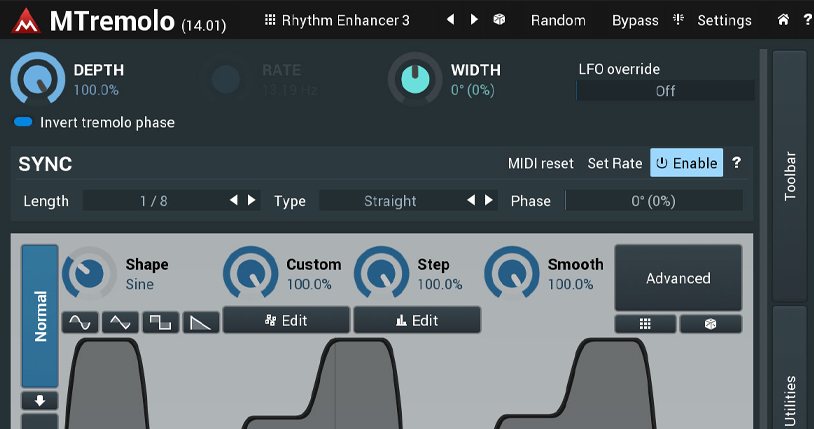 MTremolo (14.01) Rhythm Enhancer 3 Random Bypass Settings ?
DEPTH
100.0%
RATE
13.19 Hz
WIDTH
0° (0%)
LFO override
Off
Invert tremolo phase
SYNC MIDI reset Set Rate Enable ?
Length 1 / 8 Type Straight Phase 0° (0%)
Toolbar
Normal
Shape
Sine
Custom
100.0%
Step
100.0%
Smooth
100.0%
Advanced
Edit Edit
Utilities